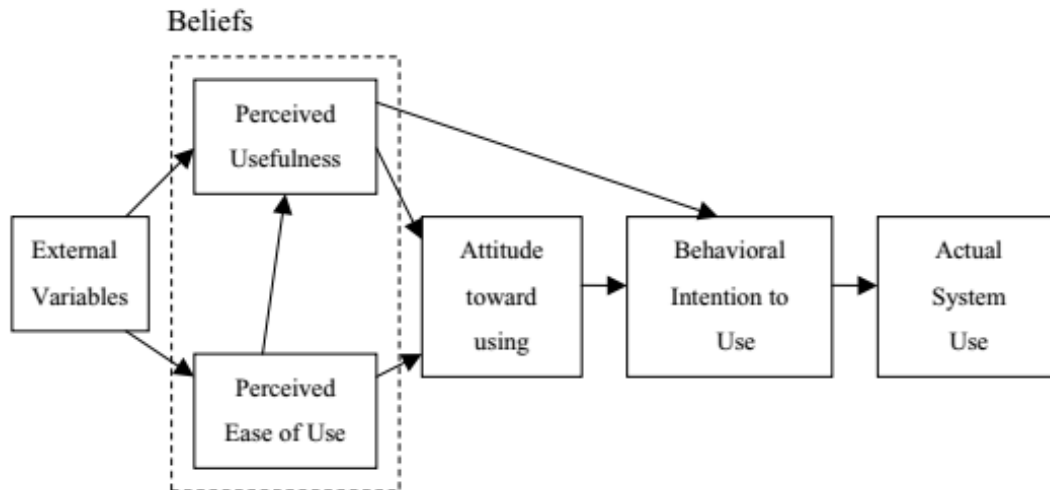 Beliefs
Perceived
Usefulness
External
Variables
Perceived
Ease of Use
Attitude
toward
using
Behavioral
Intention to
Use
Actual
System
Use